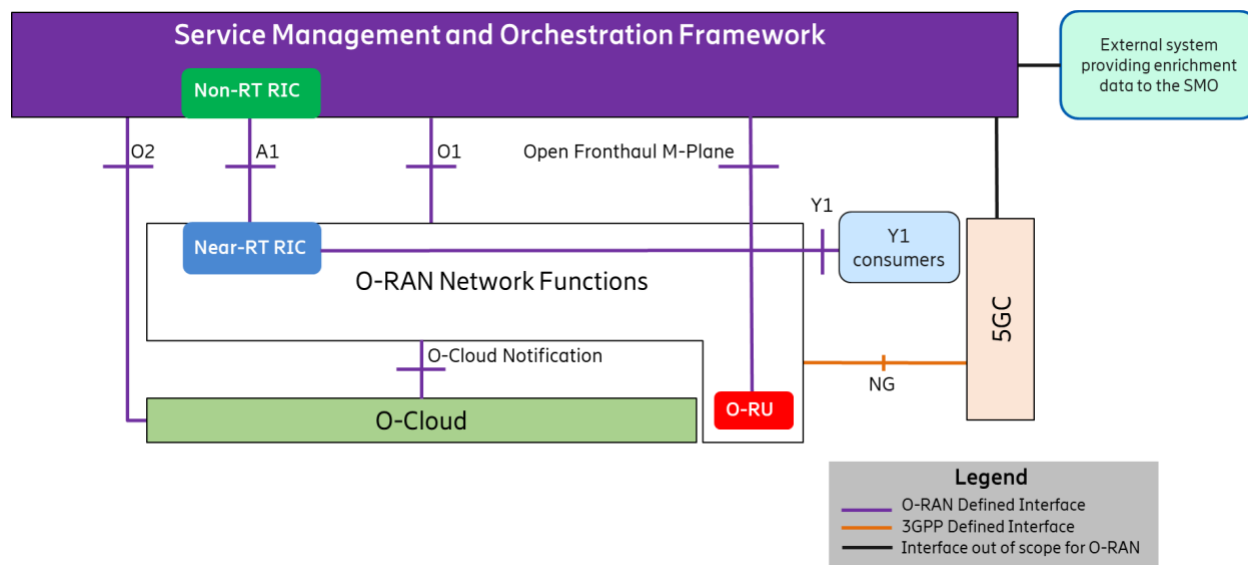 Service Management and Orchestration Framework
External system
providing enrichment
data to the SMO
Non-RT RIC
O2
A1
O1
Open Fronthaul M-Plane
Y1
Near-RT RIC
Y1
consumers
O-RAN Network Functions
5GC
O-Cloud Notification
NG
O-RU
O-Cloud
Legend
O-RAN Defined Interface
3GPP Defined Interface
Interface out of scope for O-RAN